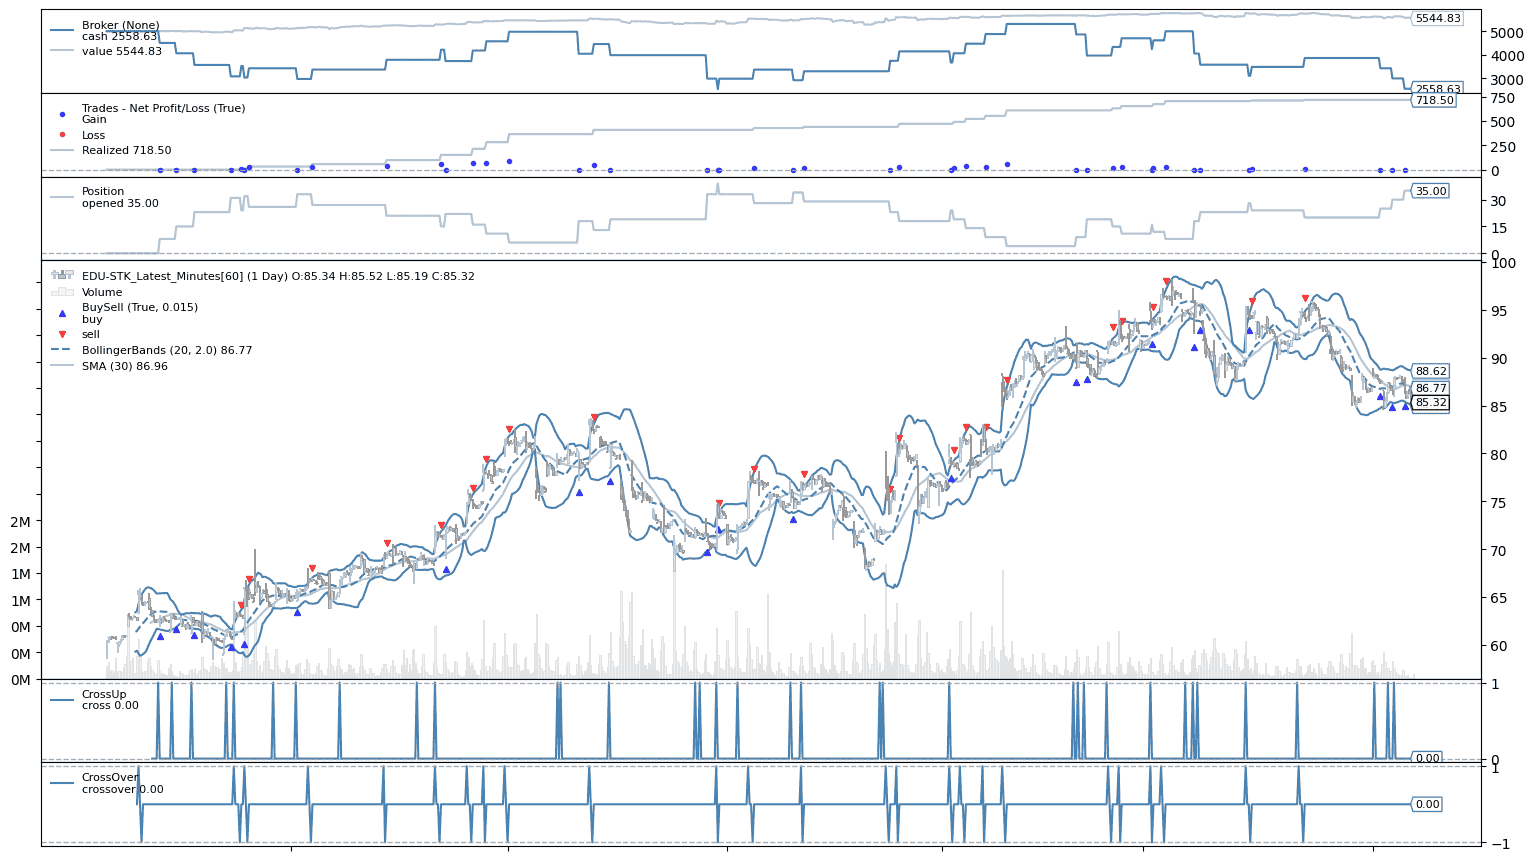 Broker (None)
cash 2558.63
value 5544.83
5544.83
5000
4000
3000
2558.63
Trades - Net Profit/Loss (True)
Gain
Loss
Realized 718.50
750
718.50
500
250
0
Position
opened 35.00
35.00
30
15
0
EDU-STK_Latest_Minutes[60] (1 Day) O:85.34 H:85.52 L:85.19 C:85.32
Volume
BuySell (True, 0.015)
buy
sell
BollingerBands (20, 2.0) 86.77
SMA (30) 86.96
100
95
90
88.62
86.77
85.32
85
80
75
70
65
60
2M
2M
1M
1M
0M
0M
0M
CrossUp
cross 0.00
1
0.00
0
CrossOver
crossover 0.00
1
0.00
−1